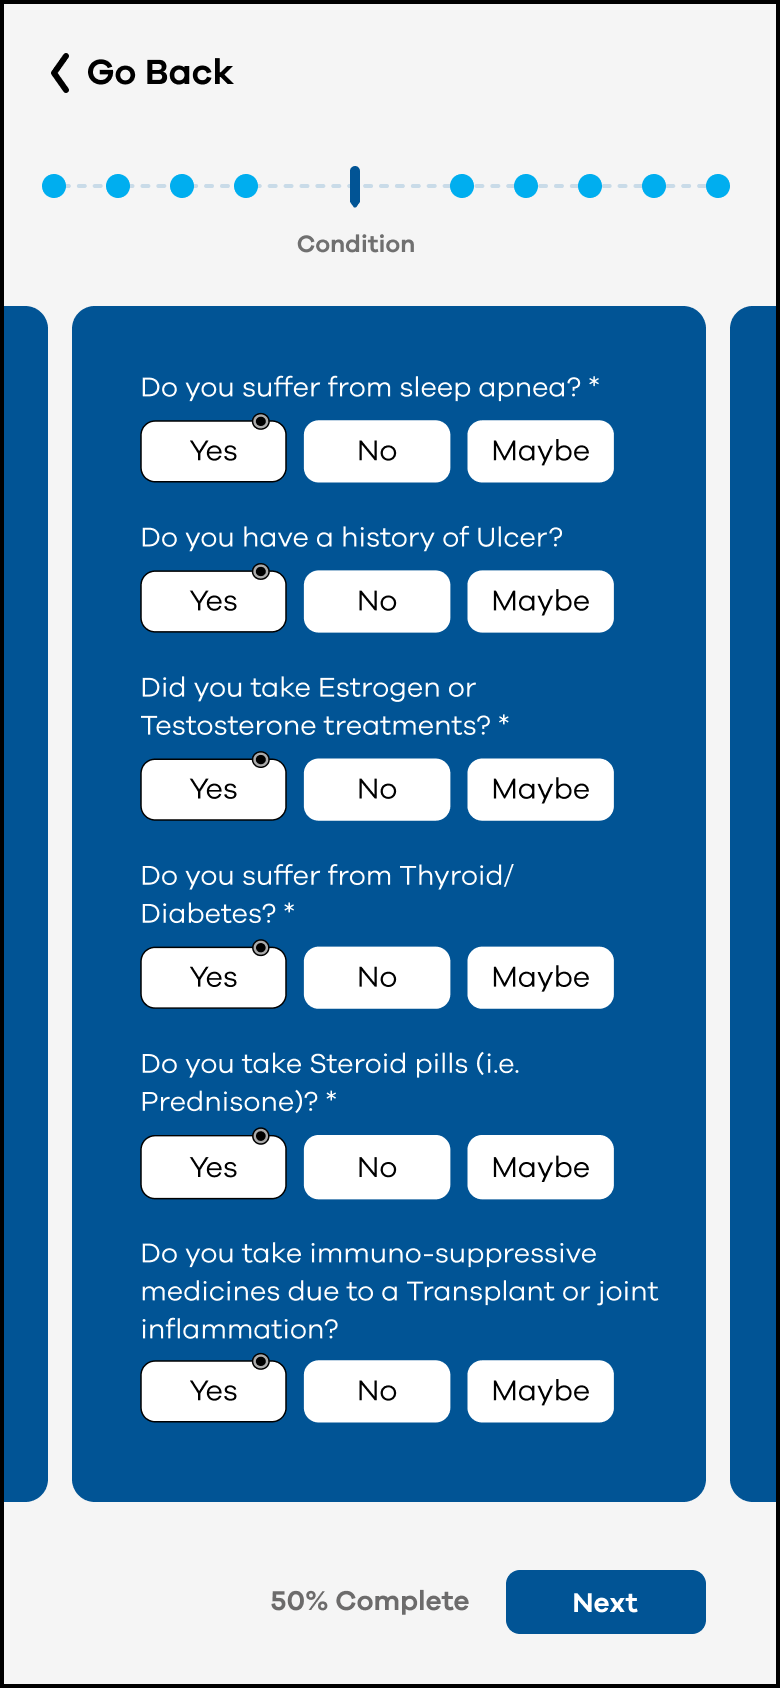 Go Back
Condition
Do you suffer from sleep apnea? *
Yes No Maybe
Do you have a history of Ulcer?
Yes No Maybe
Did you take Estrogen or
Testosterone treatments? *
Yes No Maybe
Do you suffer from Thyroid/
Diabetes? *
Yes No Maybe
Do you take Steroid pills (i.e.
Prednisone)? *
Yes No Maybe
Do you take immuno-suppressive
medicines due to a Transplant or joint
inflammation?
Yes No Maybe
50% Complete Next